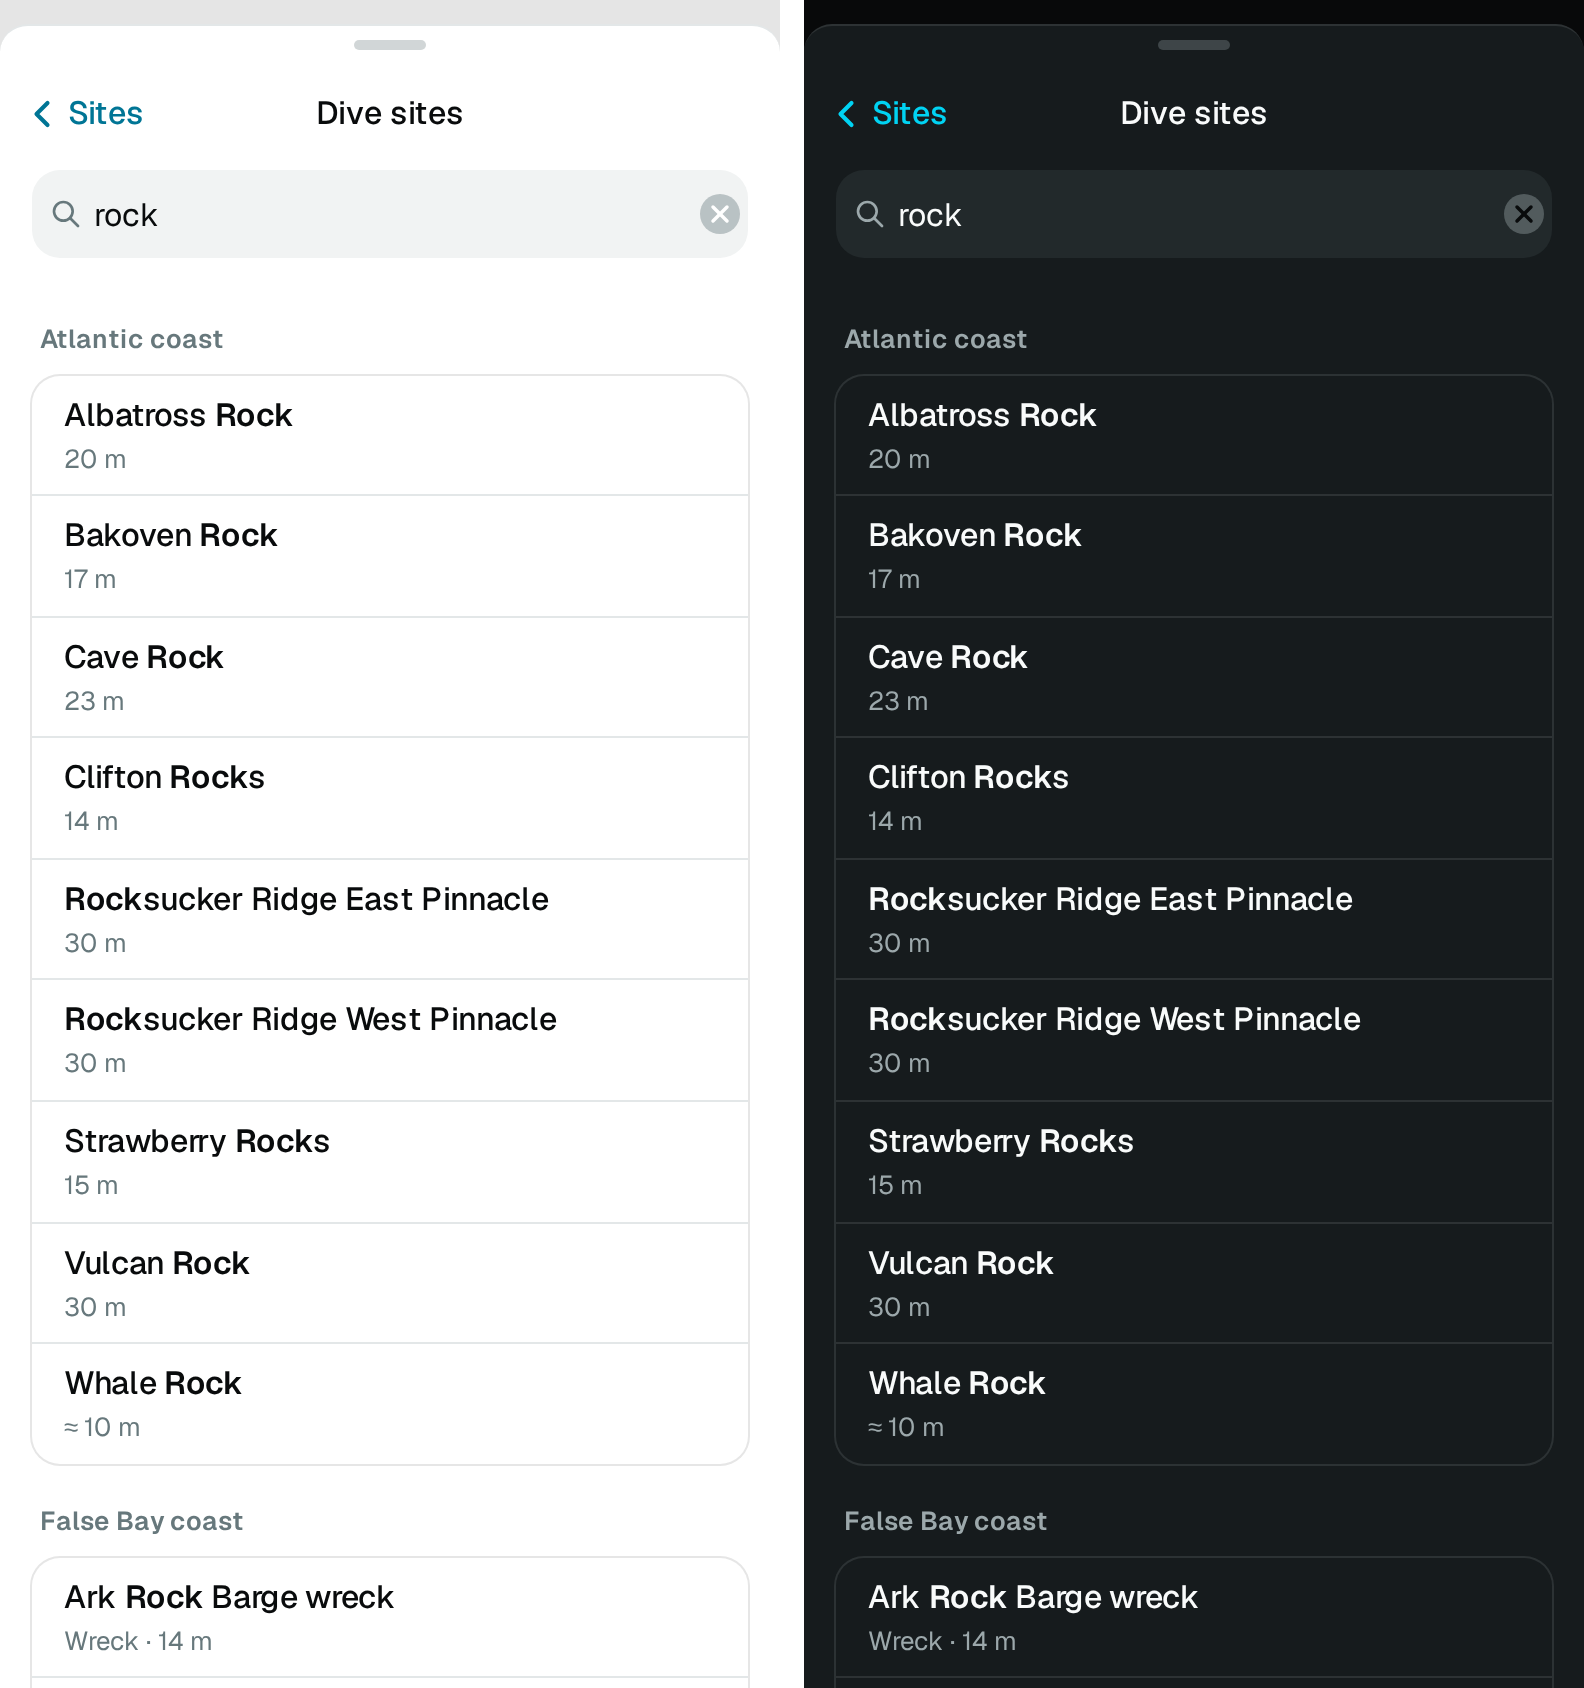 Sites
Dive sites
rock
Atlantic coast
Albatross Rock
20 m
Bakoven Rock
17 m
Cave Rock
23 m
Clifton Rocks
14 m
Rocksucker Ridge East Pinnacle
30 m
Rocksucker Ridge West Pinnacle
30 m
Strawberry Rocks
15 m
Vulcan Rock
30 m
Whale Rock
≈ 10 m
False Bay coast
Ark Rock Barge wreck
Wreck · 14 m
Sites
Dive sites
rock
Atlantic coast
Albatross Rock
20 m
Bakoven Rock
17 m
Cave Rock
23 m
Clifton Rocks
14 m
Rocksucker Ridge East Pinnacle
30 m
Rocksucker Ridge West Pinnacle
30 m
Strawberry Rocks
15 m
Vulcan Rock
30 m
Whale Rock
≈ 10 m
False Bay coast
Ark Rock Barge wreck
Wreck · 14 m